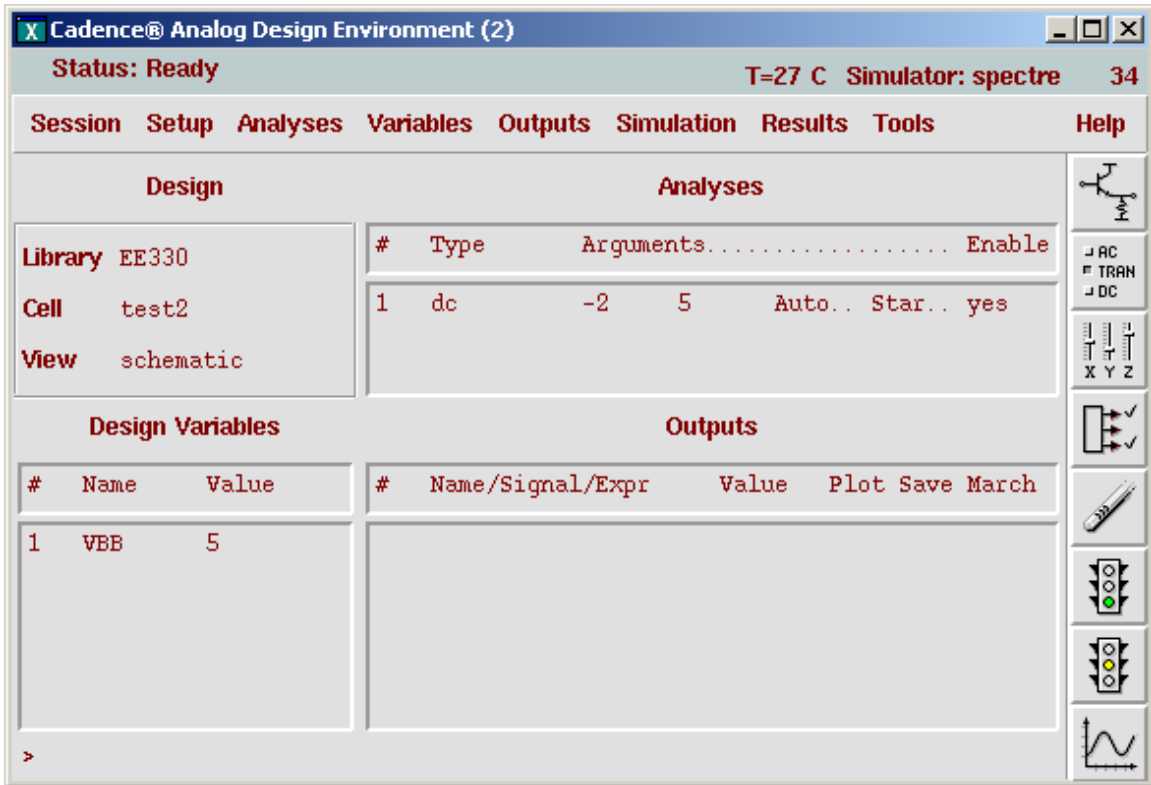 X Cadence® Analog Design Environment (2)
Status: Ready T=27 C Simulator: spectre 34
Session Setup Analyses Variables Outputs Simulation Results Tools Help
Design
Analyses
Library EE330
Cell test2
View schematic
# Type Arguments................... Enable
1 dc -2 5 Auto.. Star.. yes
AC
TRAN
DC
X Y Z
Design Variables
Outputs
# Name Value
1 VBB 5
# Name/Signal/Expr Value Plot Save March
>